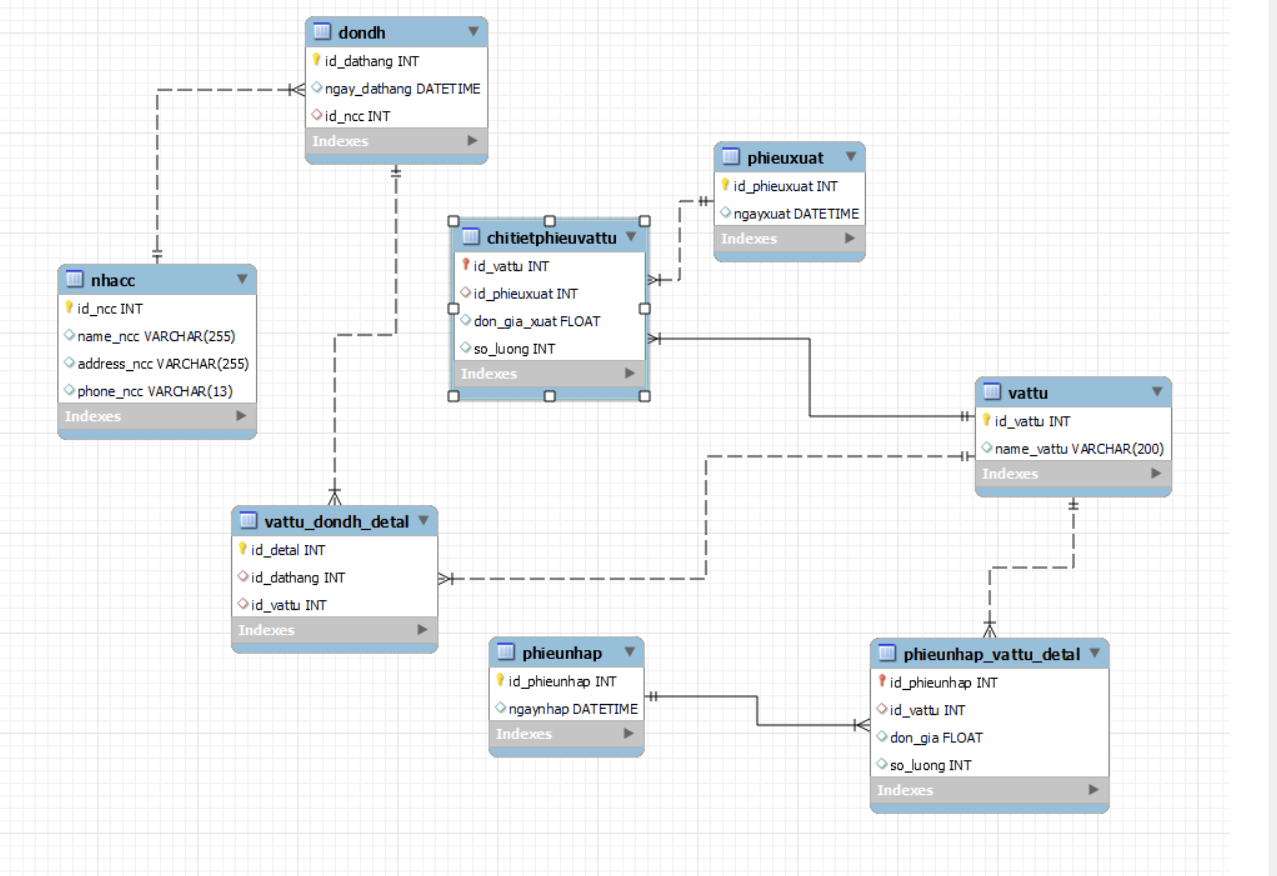 dondh
id_dathang INT
ngay_dathang DATETIME
id_ncc INT
Indexes
phieuxuat
id_phieuxuat INT
ngayxuat DATETIME
Indexes
chitietphieuvattu
id_vattu INT
id_phieuxuat INT
don_gia_xuat FLOAT
so_luong INT
Indexes
nhacc
id_ncc INT
name_ncc VARCHAR(255)
address_ncc VARCHAR(255)
phone_ncc VARCHAR(13)
Indexes
vattu
id_vattu INT
name_vattu VARCHAR(200)
Indexes
vattu_dondh_detal
id_detal INT
id_dathang INT
id_vattu INT
Indexes
phieunhap
id_phieunhap INT
ngaynhap DATETIME
Indexes
phieunhap_vattu_detal
id_phieunhap INT
id_vattu INT
don_gia FLOAT
so_luong INT
Indexes